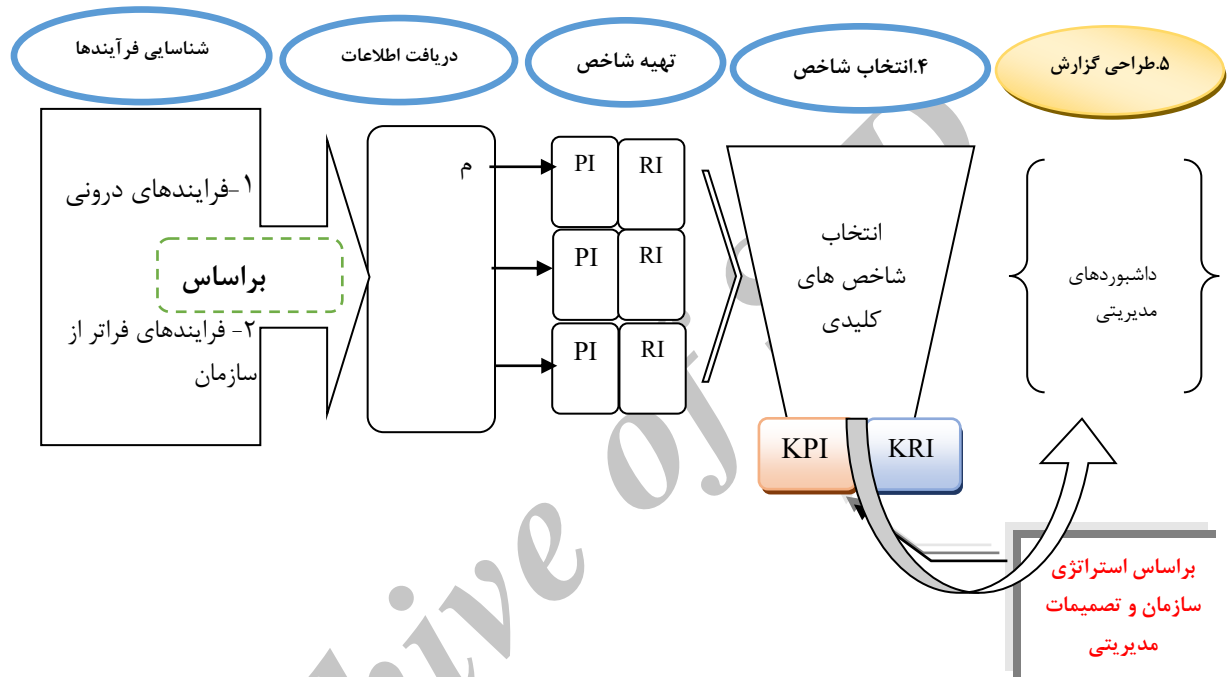 شناسایی فرآیندها
دریافت اطلاعات
تهیه شاخص
۴.انتخاب شاخص
۵.طراحی گزارش
۱-فرایندهای درونی
براساس
۲- فرایندهای فراتر از
سازمان
م
PI
RI
PI
RI
PI
RI
انتخاب
شاخص های
کلیدی
KPI
KRI
داشبوردهای
مدیریتی
براساس استراتژی
سازمان و تصمیمات
مدیریتی
hive of